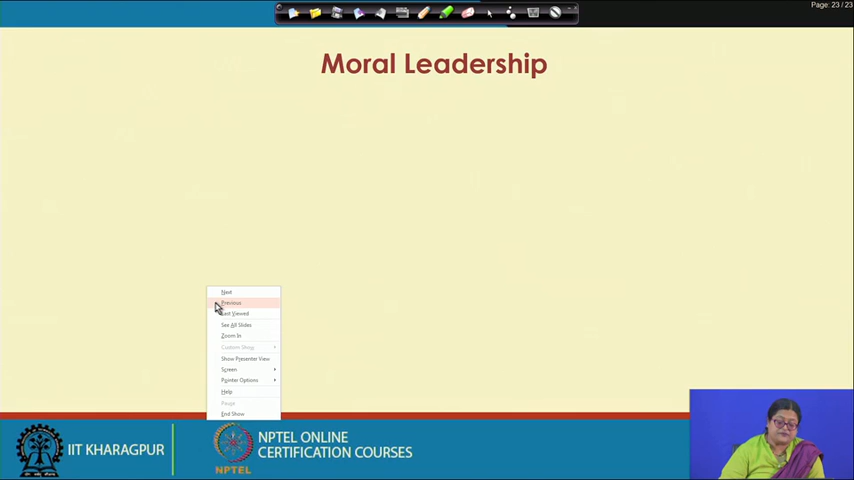 Page: 23 / 23
Moral Leadership
Next
Previous
Last Viewed
See All Slides
Zoom In
Custom Show
Show Presenter View
Screen
Pointer Options
Help
Pause
End Show
IIT KHARAGPUR
NPTEL
NPTEL ONLINE
CERTIFICATION COURSES